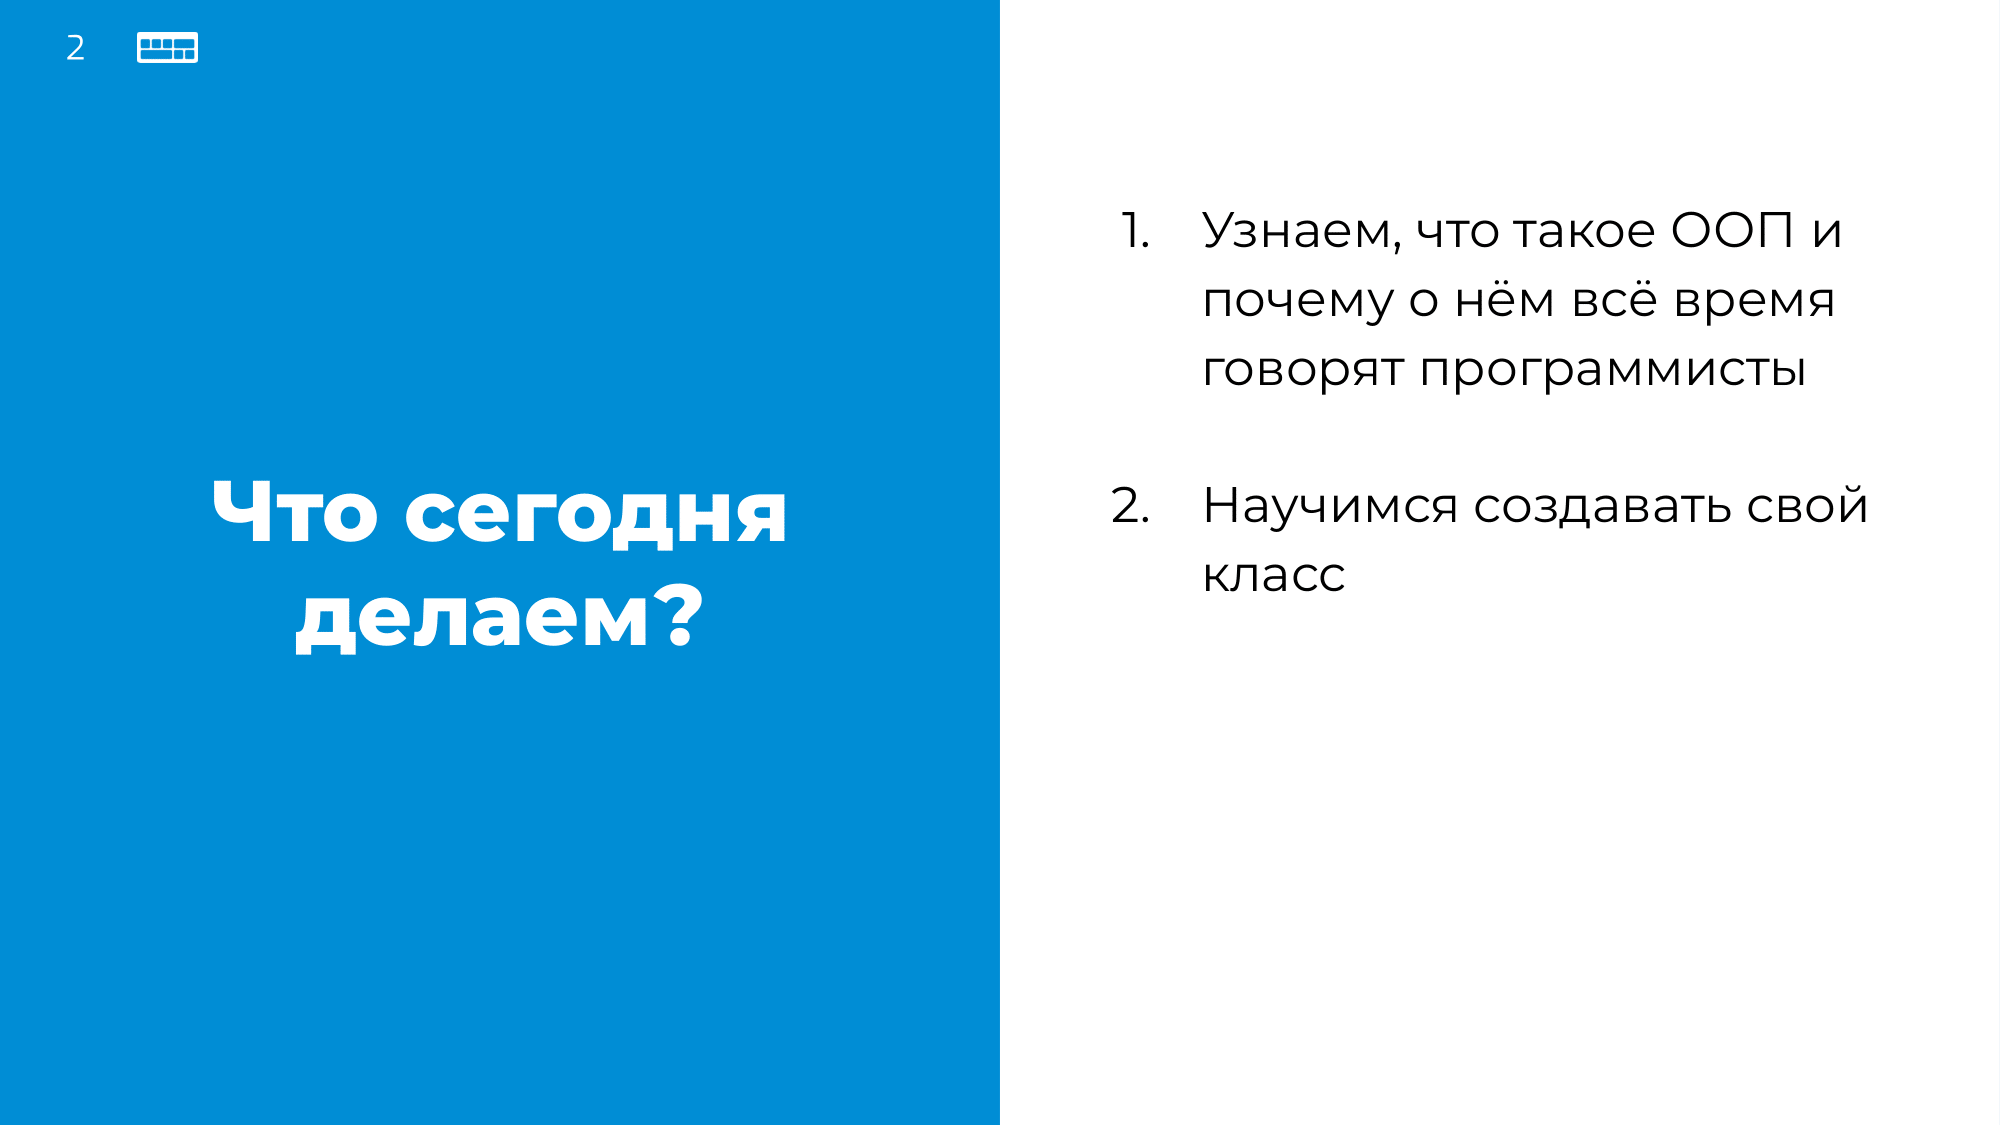 2
Что сегодня
делаем?
1. Узнаем, что такое ООП и
почему о нём всё время
говорят программисты
2. Научимся создавать свой
класс